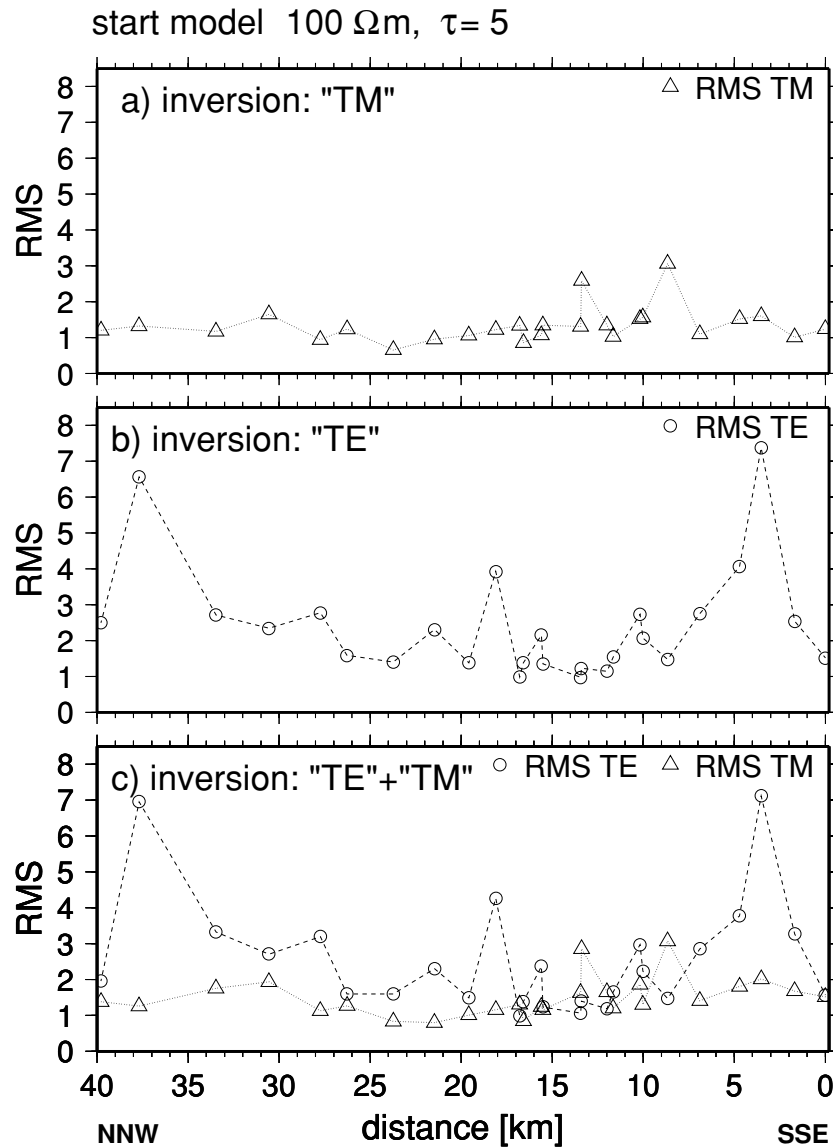 start model 100 Ωm, τ= 5
a) inversion: "TM"
RMS TM
8
7
6
5
4
3
2
1
0
RMS
b) inversion: "TE"
RMS TE
8
7
6
5
4
3
2
1
0
RMS
c) inversion: "TE"+"TM"
RMS TE
RMS TM
8
7
6
5
4
3
2
1
0
RMS
40 35 30 25 20 15 10 5 0
NNW distance [km] SSE